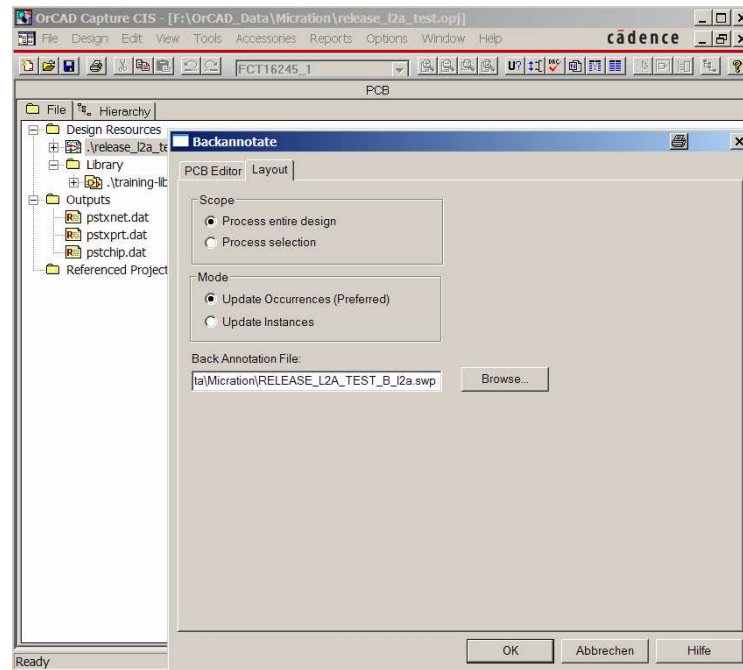 OrCAD Capture CIS - [F:\OrCAD_Data\Micration\release_l2a_test.opj]
File Design Edit View Tools Accessories Reports Options Window Help
cādence
FCT16245_1
U?
DRC
PCB
File
Hierarchy
Design Resources
.\release_l2a_te
Library
.\training-lib
Outputs
pstxnet.dat
pstxprt.dat
pstchip.dat
Referenced Project
Backannotate
PCB Editor
Layout
Scope
Process entire design
Process selection
Mode
Update Occurrences (Preferred)
Update Instances
Back Annotation File:
ta\Micration\RELEASE_L2A_TEST_B_l2a.swp
Browse...
OK
Abbrechen
Hilfe
Ready